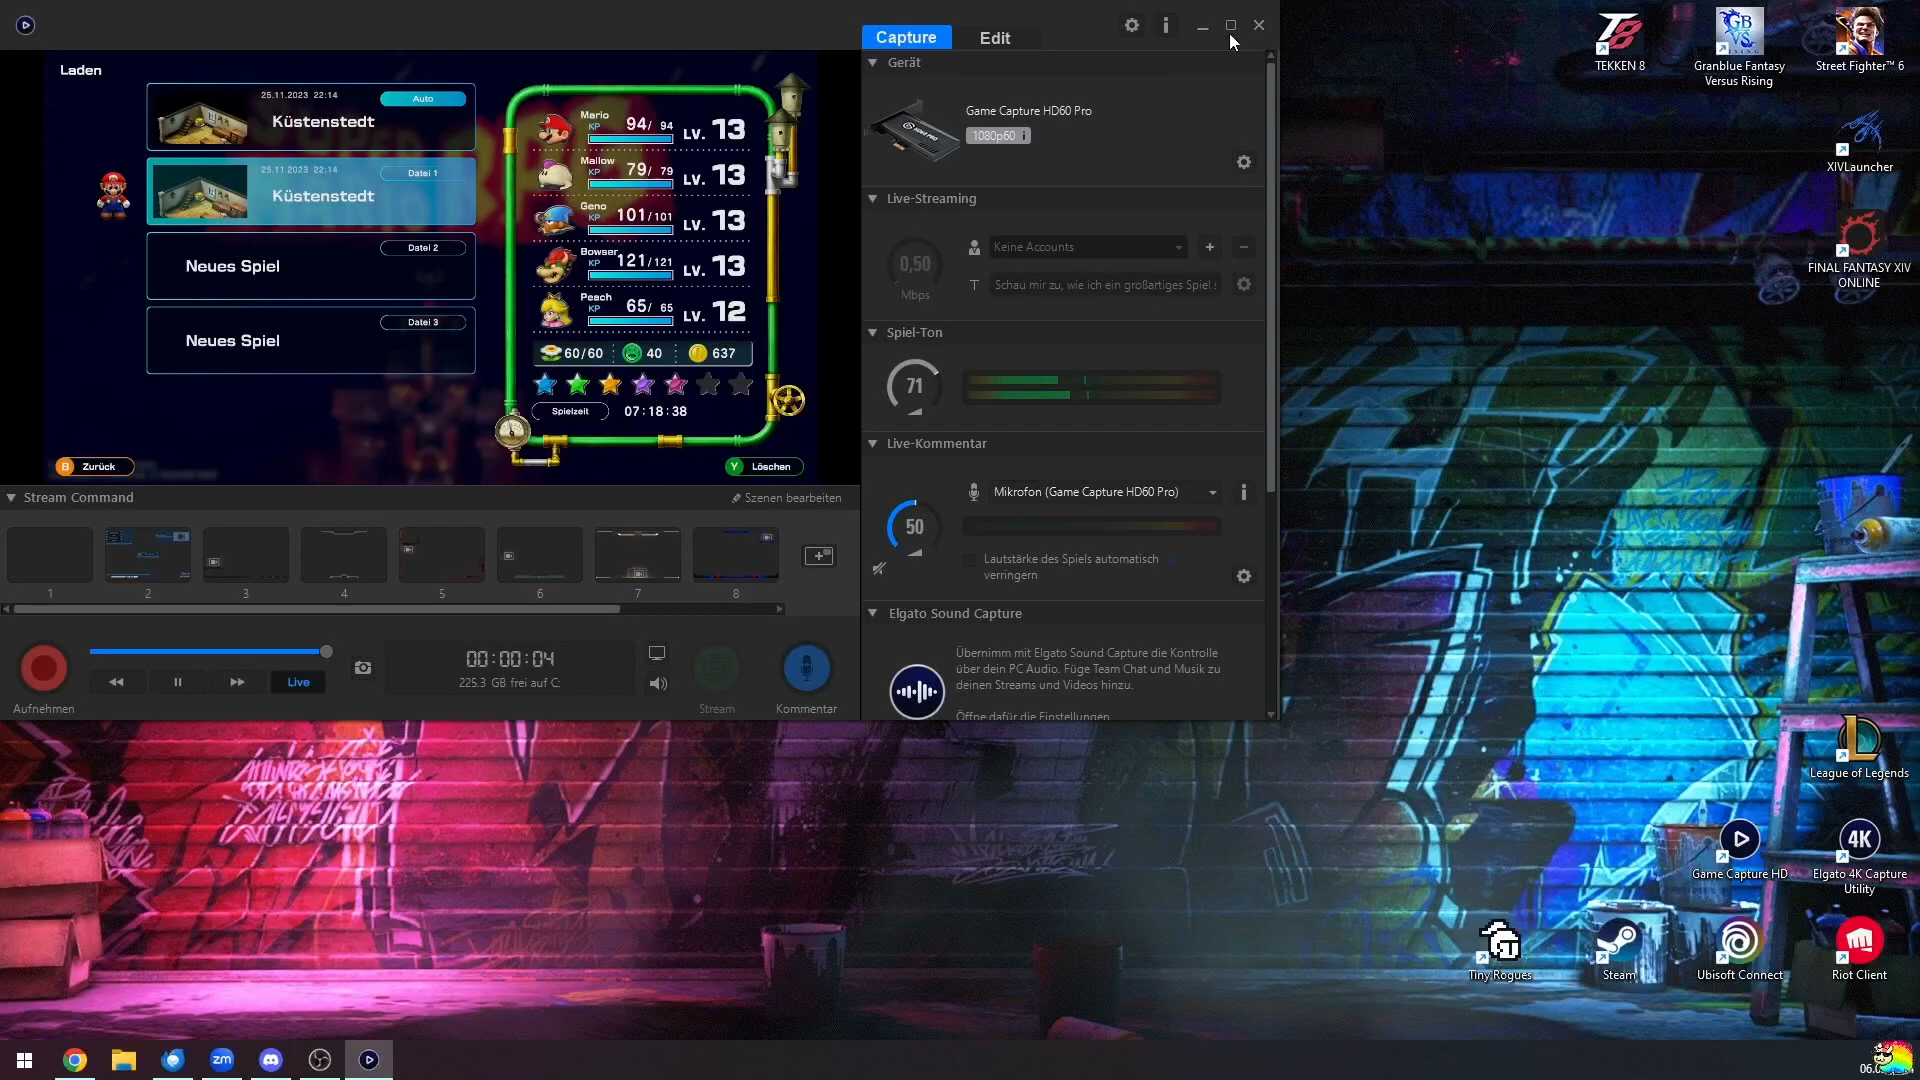 Capture
Edit
Laden
25.11.2023 22:14
Auto
Küstenstedt
25.11.2023 22:14
Datei 1
Küstenstedt
Datei 2
Neues Spiel
Datei 3
Neues Spiel
Mario
KP 94/ 94 LV. 13
Mallow
KP 79/ 79 LV. 13
Geno
KP 101/101 LV. 13
Bowser
KP 121/121 LV. 13
Peach
KP 65/ 65 LV. 12
60/60 40 637
Spielzeit 07:18:38
B Zurück
Y Löschen
Gerät
Game Capture HD60 Pro
1080p60 i
Live-Streaming
0,50
Mbps
Keine Accounts
T Schau mir zu, wie ich ein großartiges Spiel
Spiel-Ton
71
Live-Kommentar
Mikrofon (Game Capture HD60 Pro)
50
Lautstärke des Spiels automatisch
verringern
Elgato Sound Capture
Übernimm mit Elgato Sound Capture die Kontrolle
über dein PC Audio. Füge Team Chat und Musik zu
deinen Streams und Videos hinzu.
Öffne dafür die Einstellungen
Stream Command
Szenen bearbeiten
1 2 3 4 5 6 7 8
Aufnehmen
Live
00:00:04
225.3 GB frei auf C:
Stream
Kommentar
TEKKEN 8
Granblue Fantasy
Versus Rising
Street Fighter™ 6
XIVLauncher
FINAL FANTASY XIV
ONLINE
League of Legends
Game Capture HD
4K
Elgato 4K Capture
Utility
Tiny Rogues
Steam
Ubisoft Connect
Riot Client
zm